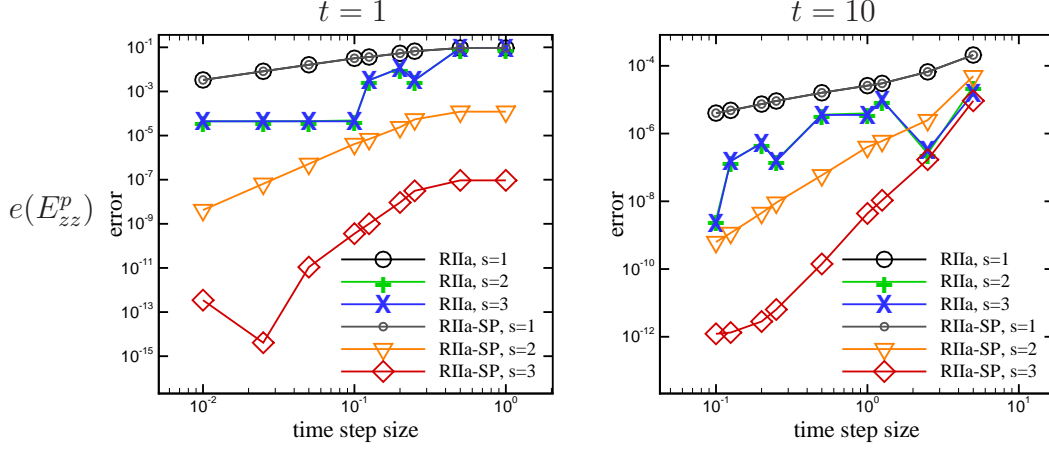 t = 1
t = 10
e(E^p_zz)
error
10^-1
10^-3
10^-5
10^-7
10^-9
10^-11
10^-13
10^-15
10^-2
10^-1
10^0
time step size
RIIa, s=1
RIIa, s=2
RIIa, s=3
RIIa-SP, s=1
RIIa-SP, s=2
RIIa-SP, s=3
error
10^-4
10^-6
10^-8
10^-10
10^-12
10^-1
10^0
10^1
time step size
RIIa, s=1
RIIa, s=2
RIIa, s=3
RIIa-SP, s=1
RIIa-SP, s=2
RIIa-SP, s=3